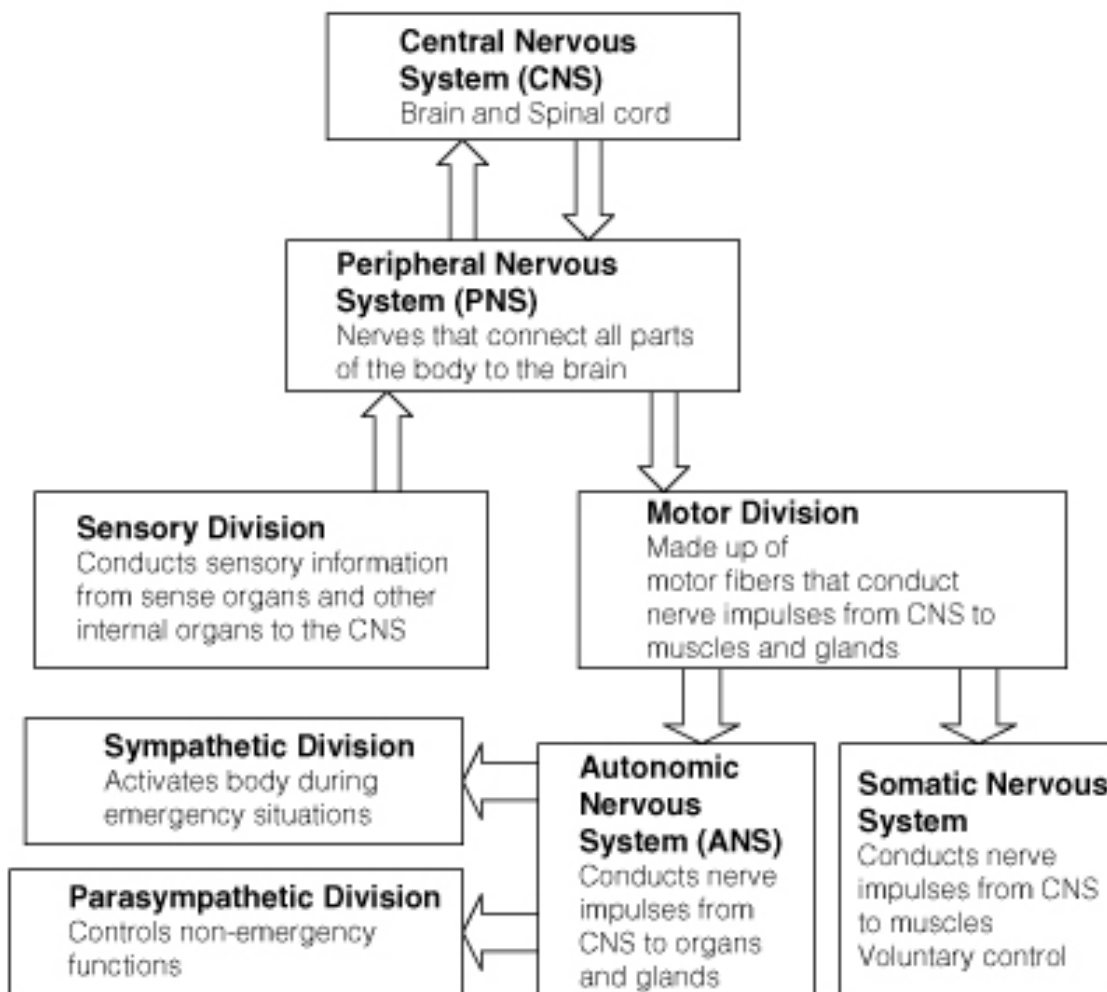 Central Nervous
System (CNS)
Brain and Spinal cord
Peripheral Nervous
System (PNS)
Nerves that connect all parts
of the body to the brain
Sensory Division
Conducts sensory information
from sense organs and other
internal organs to the CNS
Motor Division
Made up of
motor fibers that conduct
nerve impulses from CNS to
muscles and glands
Sympathetic Division
Activates body during
emergency situations
Parasympathetic Division
Controls non-emergency
functions
Autonomic
Nervous
System (ANS)
Conducts nerve
impulses from
CNS to organs
and glands
Somatic Nervous
System
Conducts nerve
impulses from CNS
to muscles
Voluntary control